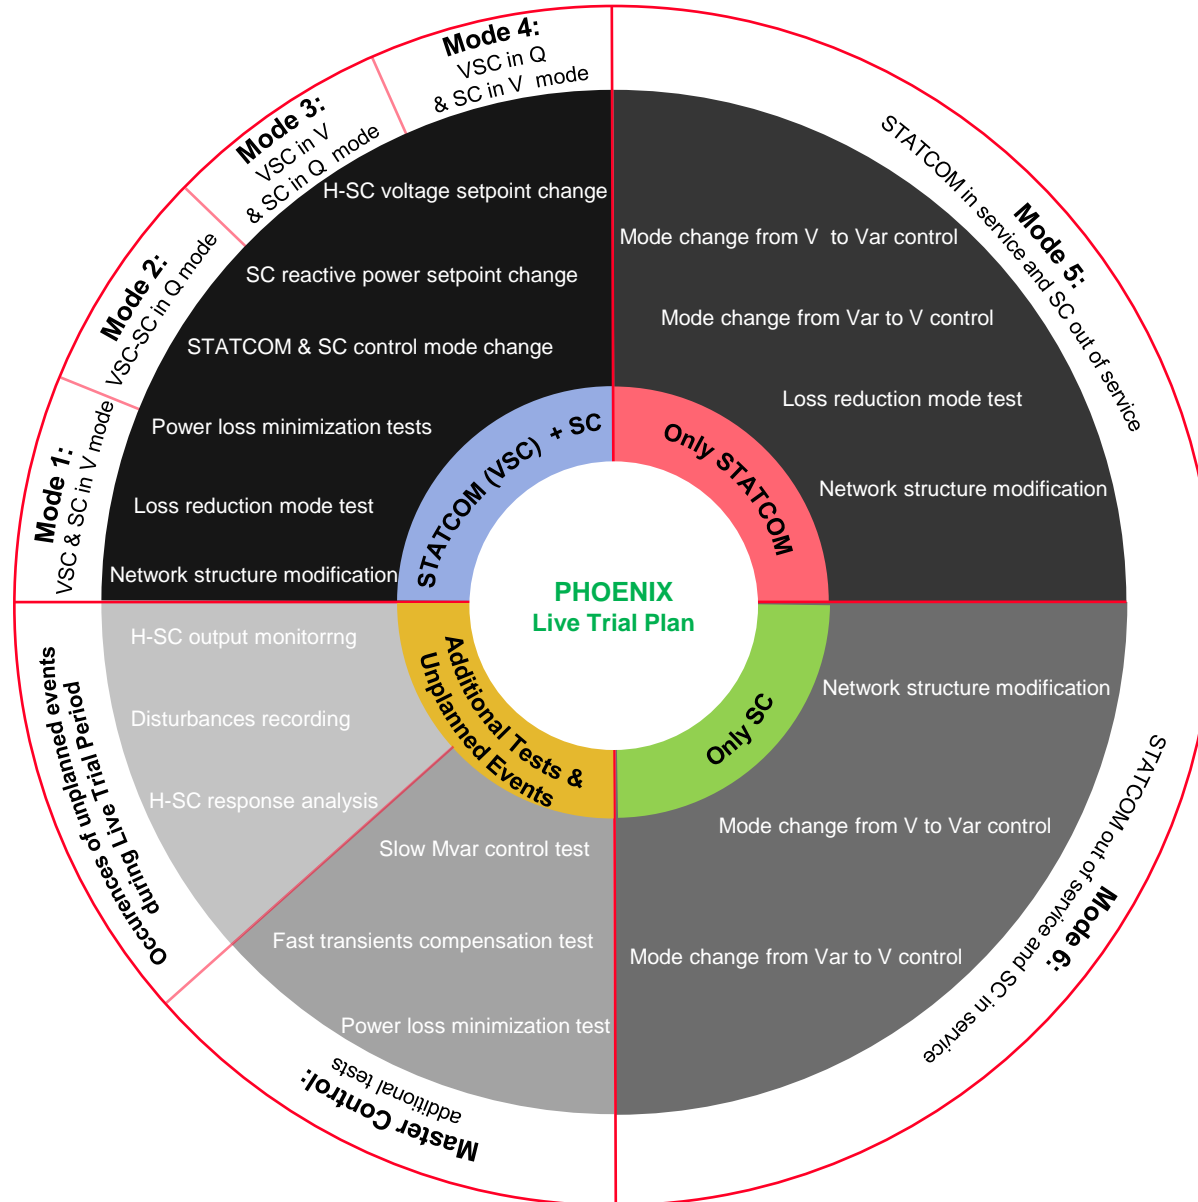 Mode 4:
VSC in Q
& SC in V mode
Mode 3:
VSC in V
& SC in Q mode
Mode 2:
VSC-SC in Q mode
Mode 1:
VSC & SC in V mode
H-SC voltage setpoint change
SC reactive power setpoint change
STATCOM & SC control mode change
Power loss minimization tests
Loss reduction mode test
Network structure modification
STATCOM (VSC) + SC
Mode 5:
STATCOM in service and SC out of service
Mode change from V to Var control
Mode change from Var to V control
Loss reduction mode test
Network structure modification
Only STATCOM
PHOENIX
Live Trial Plan
Only SC
Network structure modification
Mode change from V to Var control
Mode change from Var to V control
Mode 6:
STATCOM out of service and SC in service
Additional Tests &
Unplanned Events
H-SC output monitorrng
Disturbances recording
H-SC response analysis
Occurences of unplanned events
during Live Trial Period
Slow Mvar control test
Fast transients compensation test
Power loss minimization test
Master Control:
additional tests